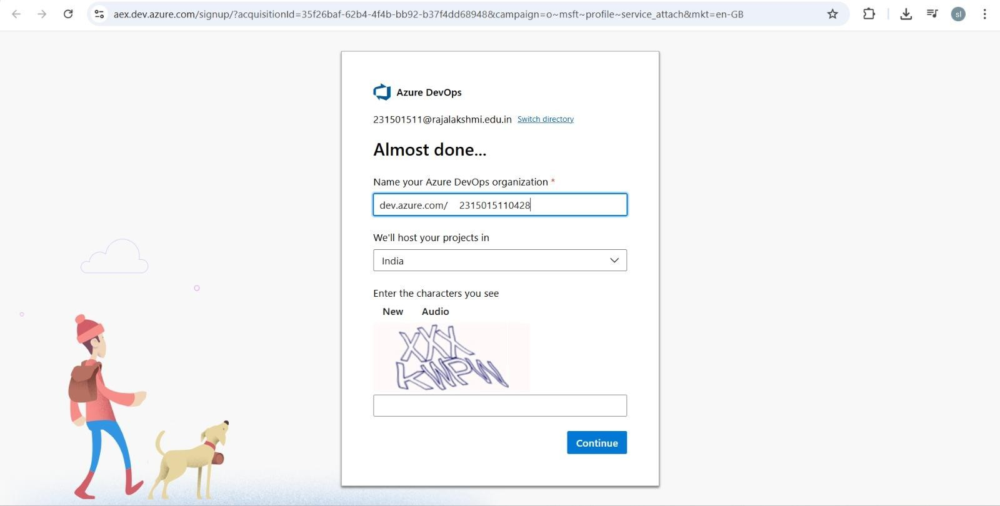 aex.dev.azure.com/signup/?acquisitionId=35f26baf-62b4-4f4b-bb92-b37f4dd68948&campaign=o~msft~profile~service_attach&mkt=en-GB
sl
Azure DevOps
231501511@rajalakshmi.edu.in Switch directory
Almost done...
Name your Azure DevOps organization *
dev.azure.com/ 2315015110428
We'll host your projects in
India
Enter the characters you see
New Audio
XXX
KWPW
Continue